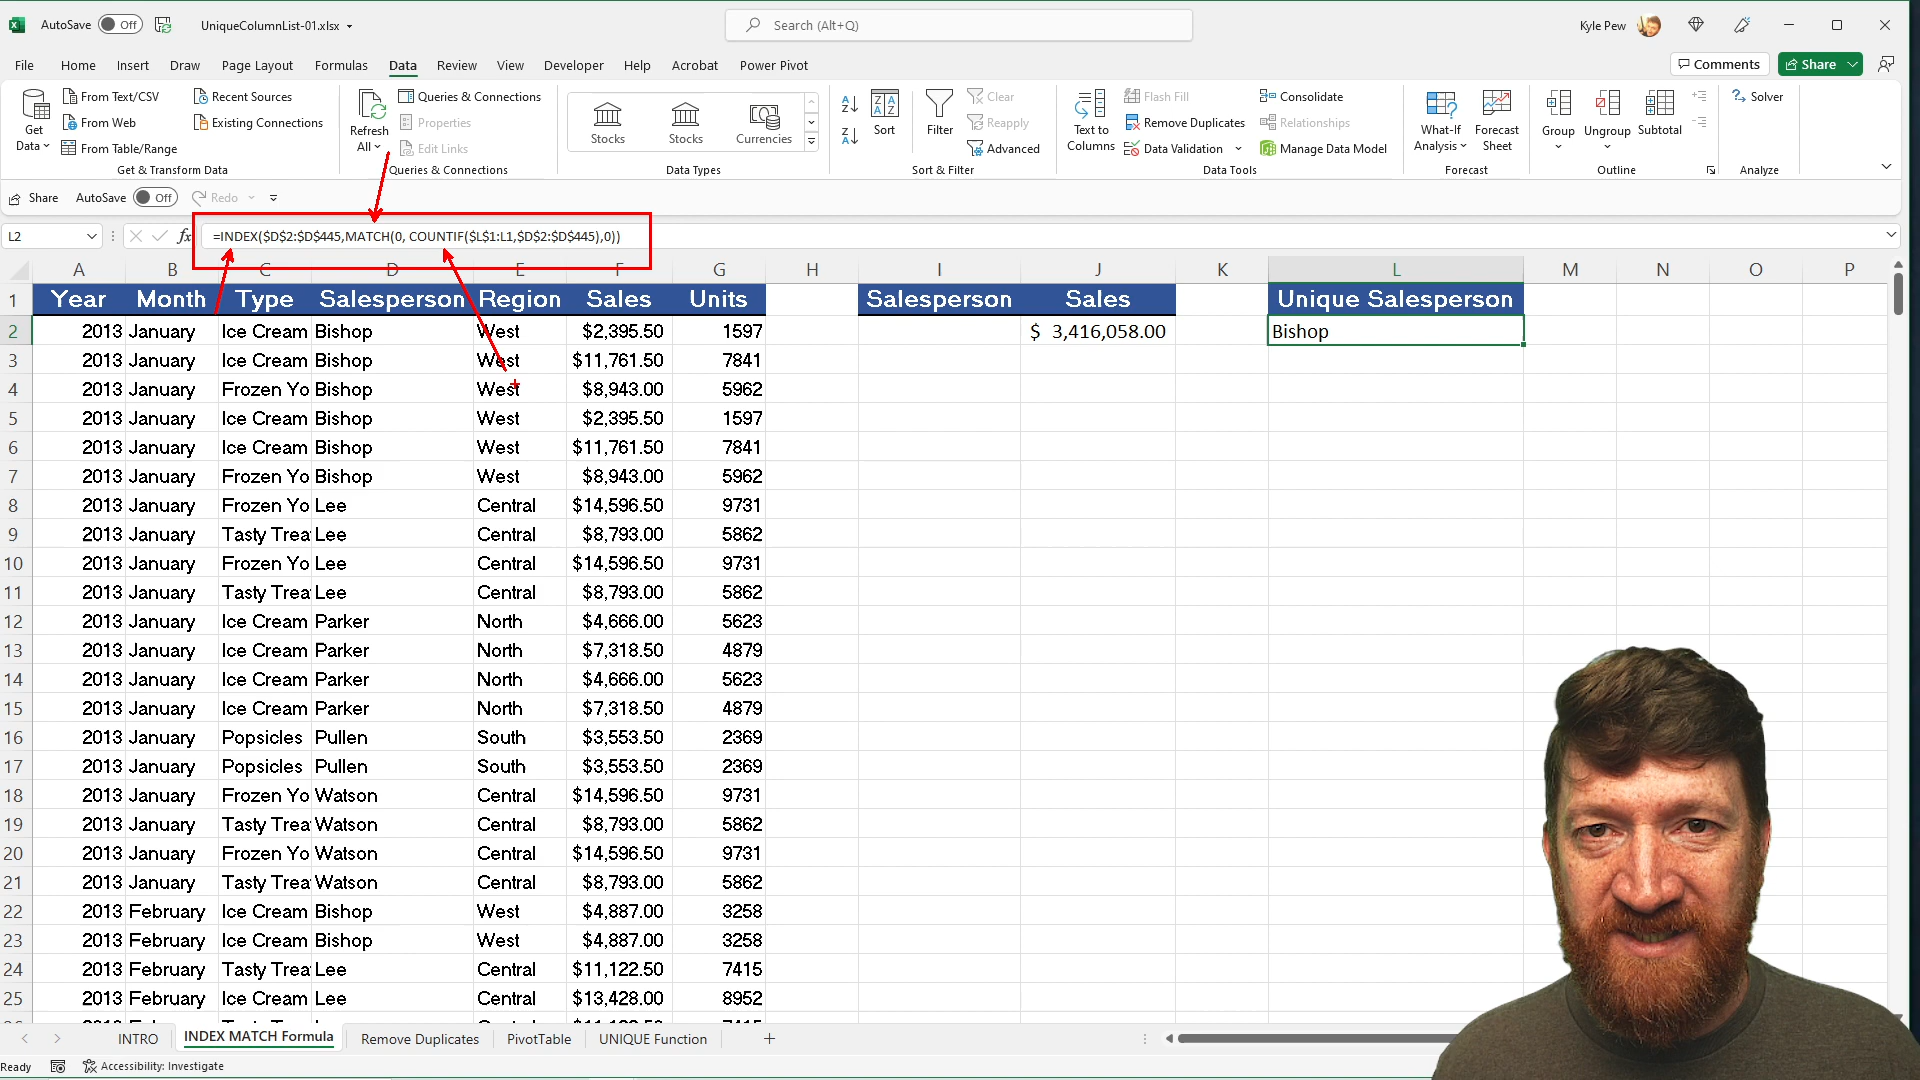 AutoSave Off UniqueColumnList-01.xlsx Search (Alt+Q) Kyle Pew
File Home Insert Draw Page Layout Formulas Data Review View Developer Help Acrobat Power Pivot Comments Share
Get Data
From Text/CSV
From Web
From Table/Range
Recent Sources
Existing Connections
Get & Transform Data
Refresh All
Queries & Connections
Properties
Edit Links
Queries & Connections
Stocks Stocks Currencies
Data Types
Sort
Filter
Clear
Reapply
Advanced
Sort & Filter
Text to Columns
Flash Fill
Remove Duplicates
Data Validation
Consolidate
Relationships
Manage Data Model
Data Tools
What-If Analysis
Forecast Sheet
Forecast
Group Ungroup Subtotal
Outline
Solver
Analyze
Share AutoSave Off Redo
L2 fx =INDEX($D$2:$D$445,MATCH(0, COUNTIF($L$1:L1,$D$2:$D$445),0))
A B C D E F G H I J K L M N O P
1 Year Month Type Salesperson Region Sales Units Salesperson Sales Unique Salesperson
2 2013 January Ice Cream Bishop West $2,395.50 1597 $ 3,416,058.00 Bishop
3 2013 January Ice Cream Bishop West $11,761.50 7841
4 2013 January Frozen Yo Bishop West $8,943.00 5962
5 2013 January Ice Cream Bishop West $2,395.50 1597
6 2013 January Ice Cream Bishop West $11,761.50 7841
7 2013 January Frozen Yo Bishop West $8,943.00 5962
8 2013 January Frozen Yo Lee Central $14,596.50 9731
9 2013 January Tasty Trea Lee Central $8,793.00 5862
10 2013 January Frozen Yo Lee Central $14,596.50 9731
11 2013 January Tasty Trea Lee Central $8,793.00 5862
12 2013 January Ice Cream Parker North $4,666.00 5623
13 2013 January Ice Cream Parker North $7,318.50 4879
14 2013 January Ice Cream Parker North $4,666.00 5623
15 2013 January Ice Cream Parker North $7,318.50 4879
16 2013 January Popsicles Pullen South $3,553.50 2369
17 2013 January Popsicles Pullen South $3,553.50 2369
18 2013 January Frozen Yo Watson Central $14,596.50 9731
19 2013 January Tasty Trea Watson Central $8,793.00 5862
20 2013 January Frozen Yo Watson Central $14,596.50 9731
21 2013 January Tasty Trea Watson Central $8,793.00 5862
22 2013 February Ice Cream Bishop West $4,887.00 3258
23 2013 February Ice Cream Bishop West $4,887.00 3258
24 2013 February Tasty Trea Lee Central $11,122.50 7415
25 2013 February Ice Cream Lee Central $13,428.00 8952
INTRO INDEX MATCH Formula Remove Duplicates PivotTable UNIQUE Function
Ready Accessibility: Investigate